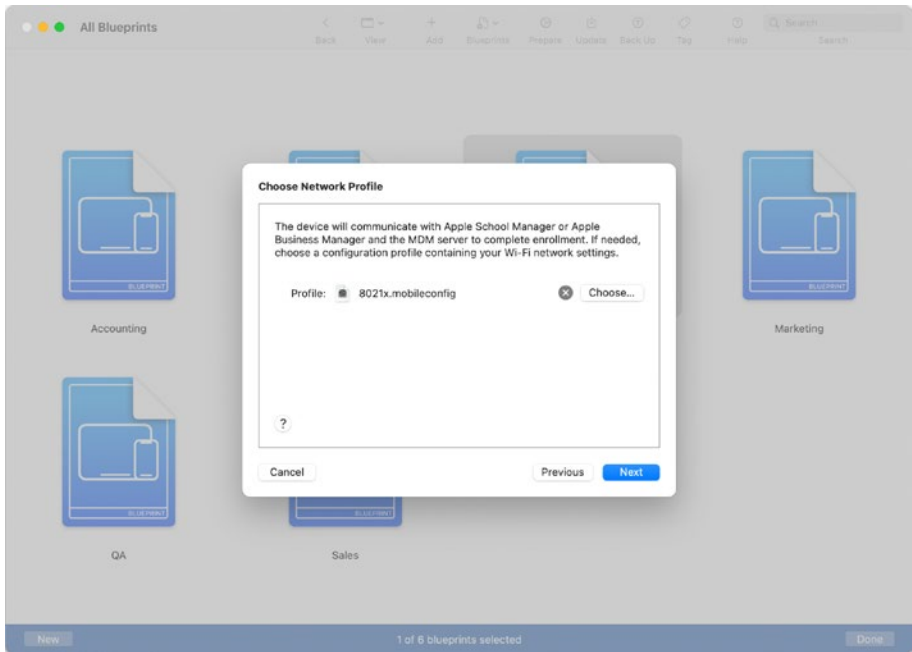 All Blueprints
Back View Add Blueprints Prepare Update Back Up Tag Help Search
Search
Choose Network Profile
The device will communicate with Apple School Manager or Apple
Business Manager and the MDM server to complete enrollment. If needed,
choose a configuration profile containing your Wi-Fi network settings.
Profile: 8021x.mobileconfig Choose...
?
Cancel Previous Next
BLUEPRINT
BLUEPRINT
Accounting
Marketing
BLUEPRINT
BLUEPRINT
QA
Sales
New 1 of 6 blueprints selected Done